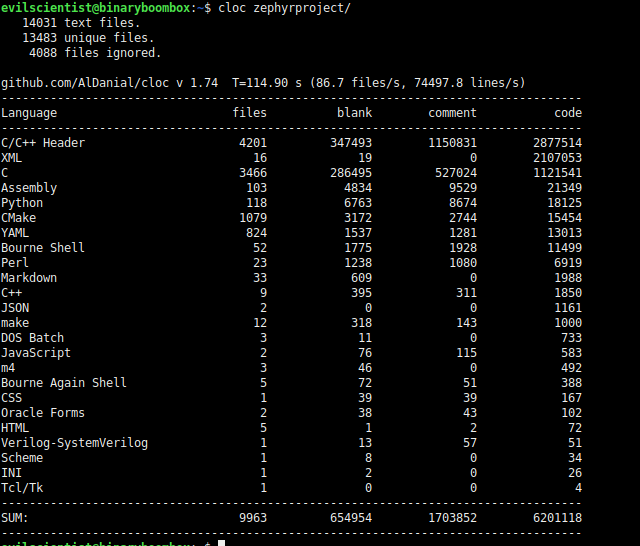 evilscientist@binaryboombox:~$ cloc zephyrproject/
14031 text files.
13483 unique files.
4088 files ignored.
github.com/AlDanial/cloc v 1.74 T=114.90 s (86.7 files/s, 74497.8 lines/s)
-----------------------------------------------------------------------------------
Language files blank comment code
-----------------------------------------------------------------------------------
C/C++ Header 4201 347493 1150831 2877514
XML 16 19 0 2107053
C 3466 286495 527024 1121541
Assembly 103 4834 9529 21349
Python 118 6763 8674 18125
CMake 1079 3172 2744 15454
YAML 824 1537 1281 13013
Bourne Shell 52 1775 1928 11499
Perl 23 1238 1080 6919
Markdown 33 609 0 1988
C++ 9 395 311 1850
JSON 2 0 0 1161
make 12 318 143 1000
DOS Batch 3 11 0 733
JavaScript 2 76 115 583
m4 3 46 0 492
Bourne Again Shell 5 72 51 388
CSS 1 39 39 167
Oracle Forms 2 38 43 102
HTML 5 1 2 72
Verilog-SystemVerilog 1 13 57 51
Scheme 1 8 0 34
INI 1 2 0 26
Tcl/Tk 1 0 0 4
-----------------------------------------------------------------------------------
SUM: 9963 654954 1703852 6201118
-----------------------------------------------------------------------------------
evilscientist@binaryboombox:~$